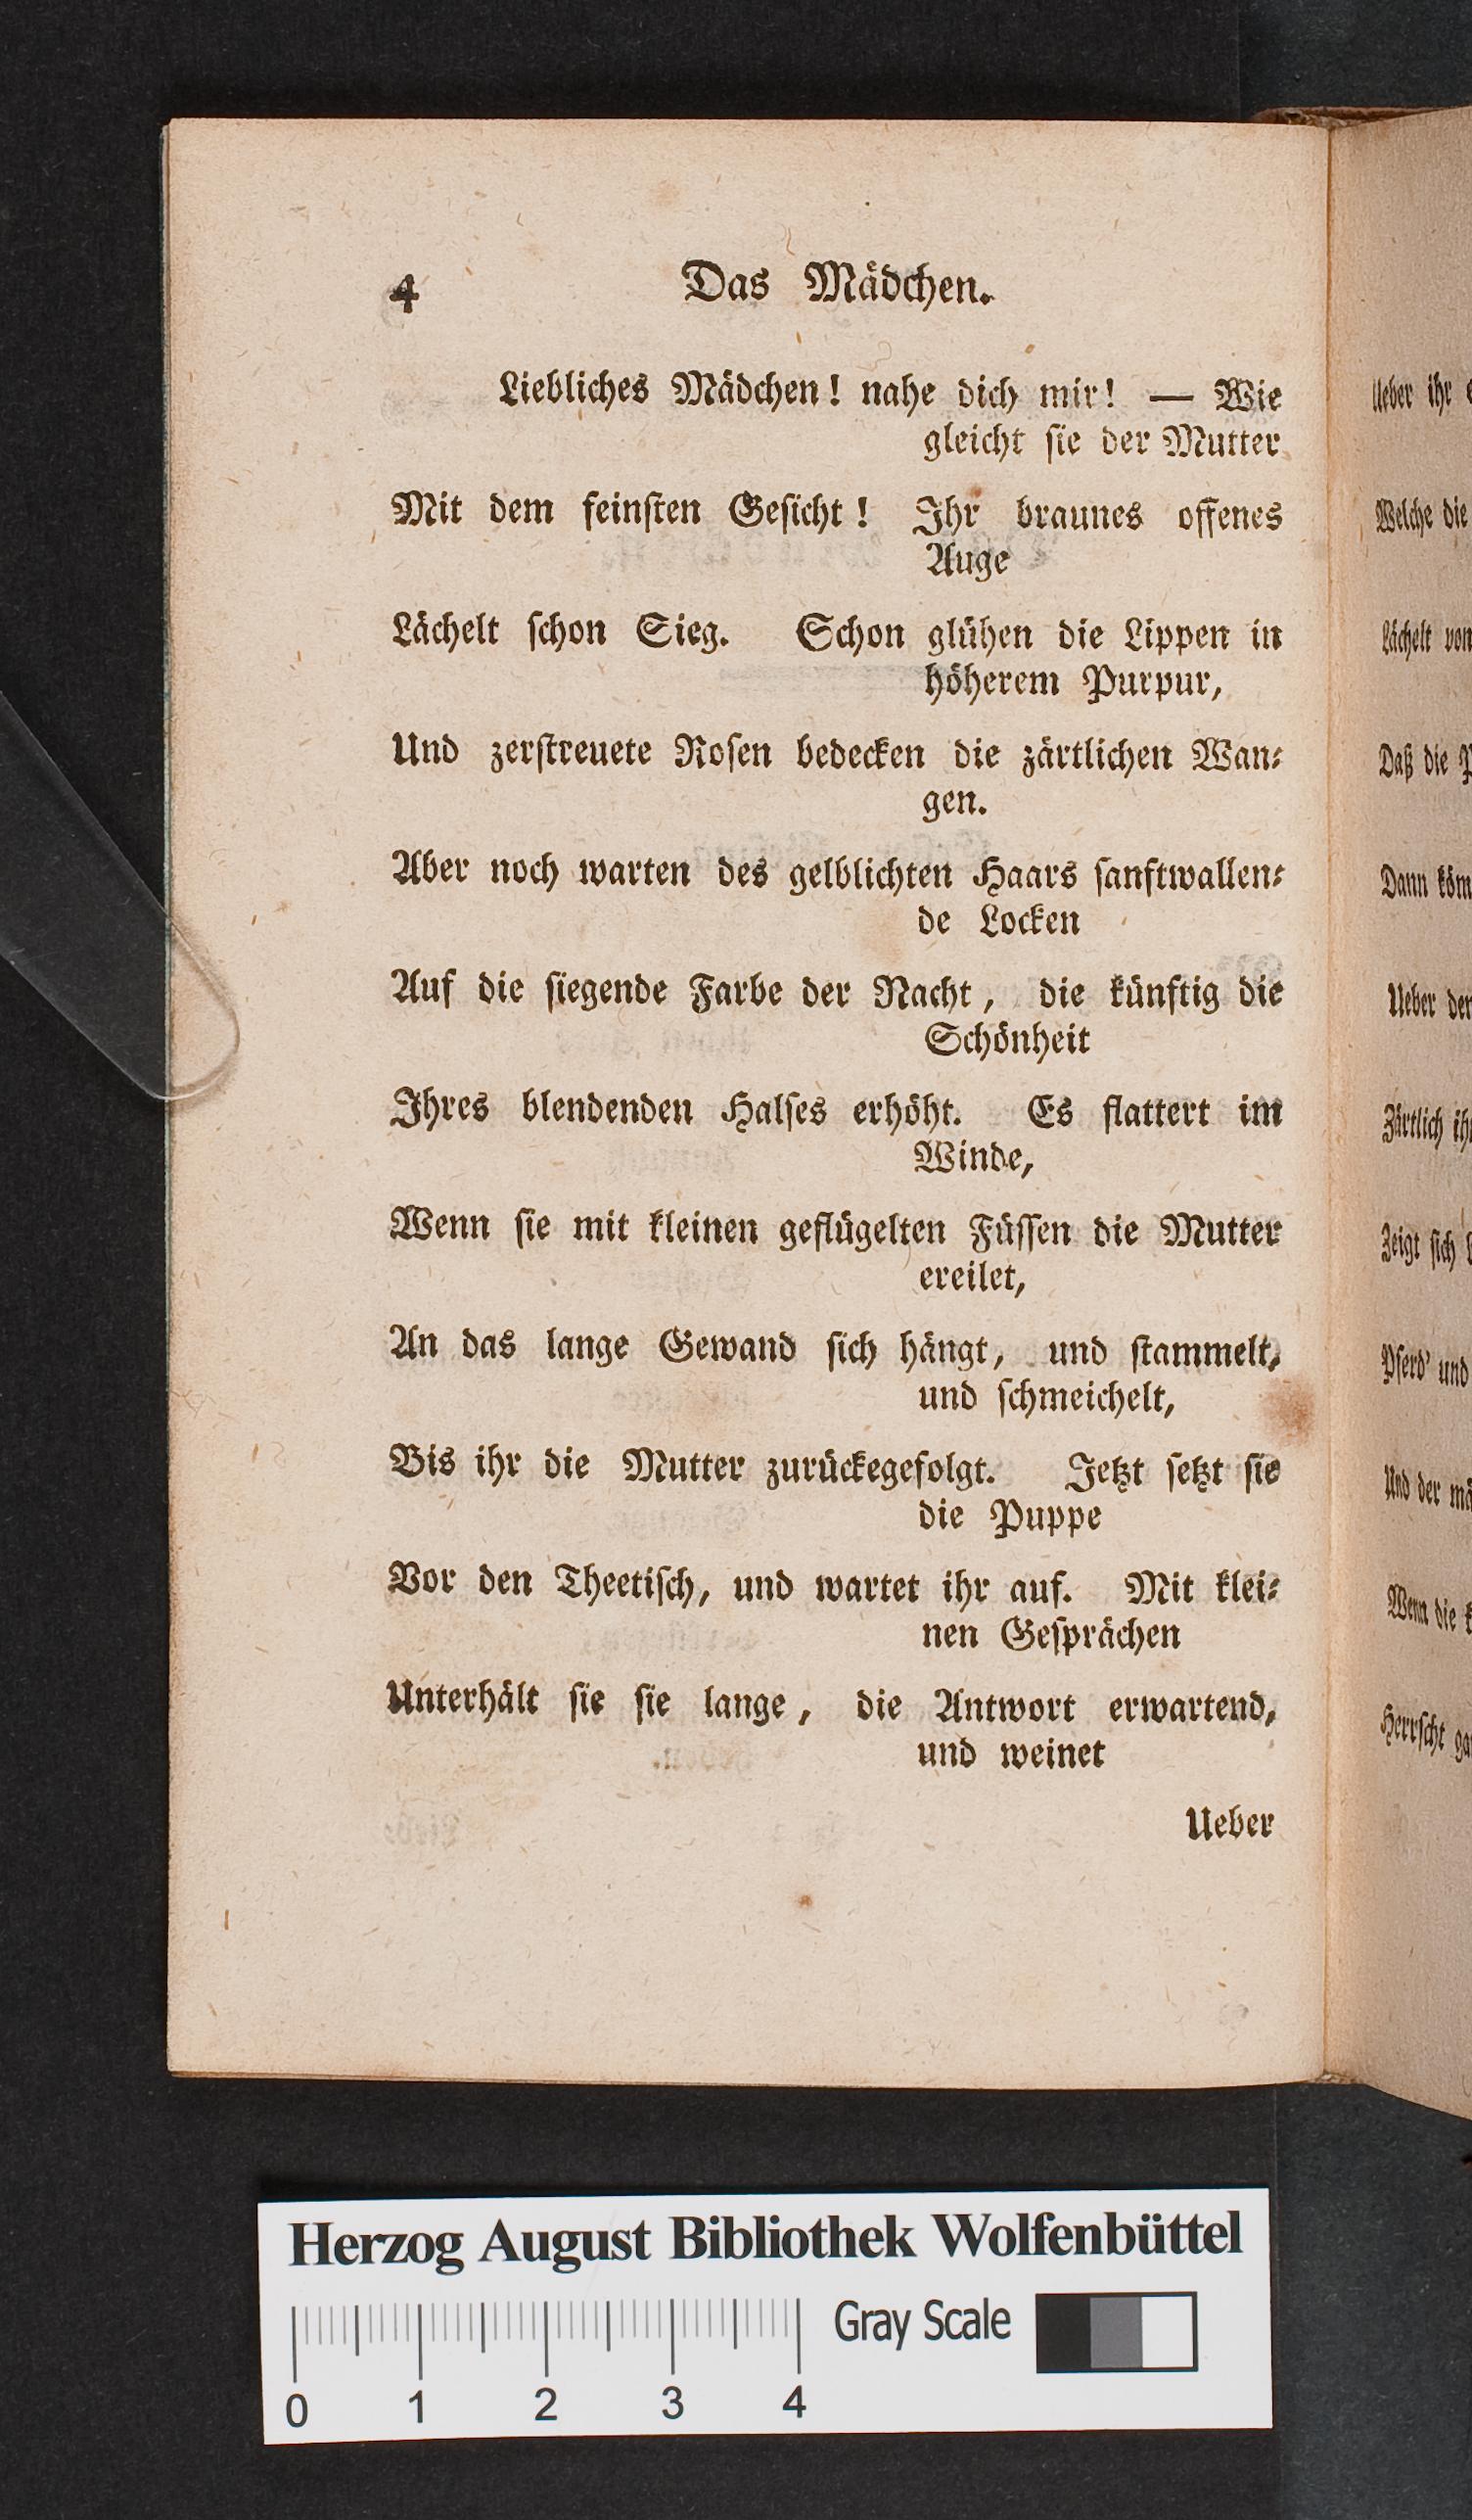 4 Das Mädchen.
Liebliches Mädchen! nahe dich mir! — Wie
gleicht ſie der Mutter
Mit dem feinſten Geſicht! Ihr braunes offenes
Auge
Lächelt ſchon Sieg. Schon glühen die Lippen in
höherem Purpur,
Und zerſtreuete Roſen bedecken die zärtlichen Wan⸗
gen.
Aber noch warten des gelblichten Haars ſanftwallen⸗
de Locken
Auf die ſiegende Farbe der Nacht, die künftig die
Schönheit
Ihres blendenden Halſes erhöht. Es flattert im
Winde,
Wenn ſie mit kleinen geflügelten Füſſen die Mutter
ereilet,
An das lange Gewand ſich hängt, und ſtammelt,
und ſchmeichelt,
Bis ihr die Mutter zurückegefolgt. Jetzt ſetzt ſie
die Puppe
Vor den Theetiſch, und wartet ihr auf. Mit klei⸗
nen Geſprächen
Unterhält ſie ſie lange, die Antwort erwartend,
und weinet
Ueber
Ueber ihr
Welche die
Lächelt von
Daß die
Dann
Ueber der
Zärtlich
Zeigt ſich
Pferd' und
Und der
Wenn die
Herrſcht
Herzog August Bibliothek Wolfenbüttel
Gray Scale
0 1 2 3 4